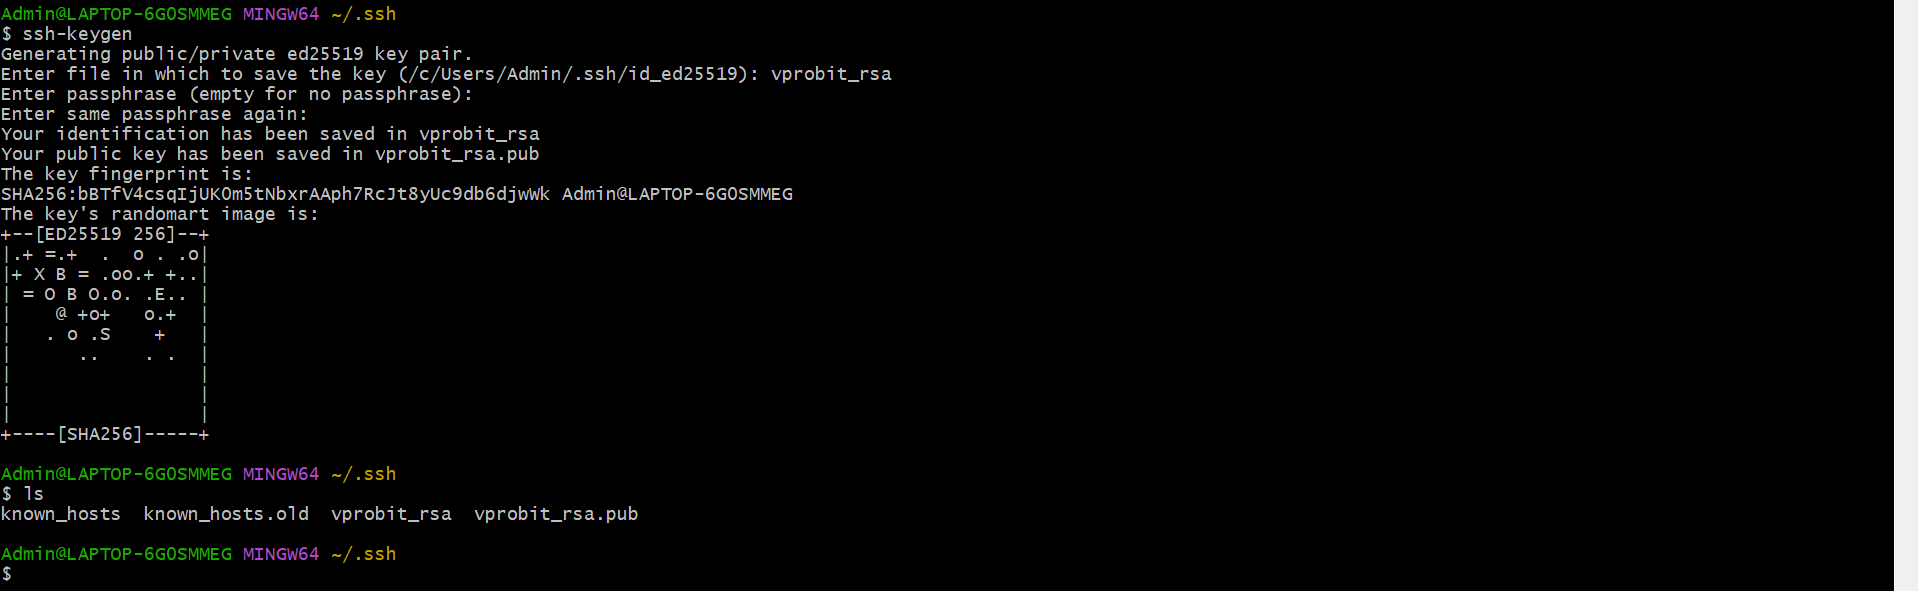 Admin@LAPTOP-6G0SMMEG MINGW64 ~/.ssh
$ ssh-keygen
Generating public/private ed25519 key pair.
Enter file in which to save the key (/c/Users/Admin/.ssh/id_ed25519): vprobit_rsa
Enter passphrase (empty for no passphrase):
Enter same passphrase again:
Your identification has been saved in vprobit_rsa
Your public key has been saved in vprobit_rsa.pub
The key fingerprint is:
SHA256:bBTfV4csqIjUKOm5tNbxrAAph7RcJt8yUc9db6djwWk Admin@LAPTOP-6G0SMMEG
The key's randomart image is:
+--[ED25519 256]--+
|.+ =.+  .  o . .o|
|+ X B = .oo.+ +..|
| = O B O.o. .E.. |
|    @ +o+   o.+  |
|   . o .S    +   |
|      ..    . .  |
|                 |
|                 |
|                 |
+----[SHA256]-----+
Admin@LAPTOP-6G0SMMEG MINGW64 ~/.ssh
$ ls
known_hosts  known_hosts.old  vprobit_rsa  vprobit_rsa.pub
Admin@LAPTOP-6G0SMMEG MINGW64 ~/.ssh
$